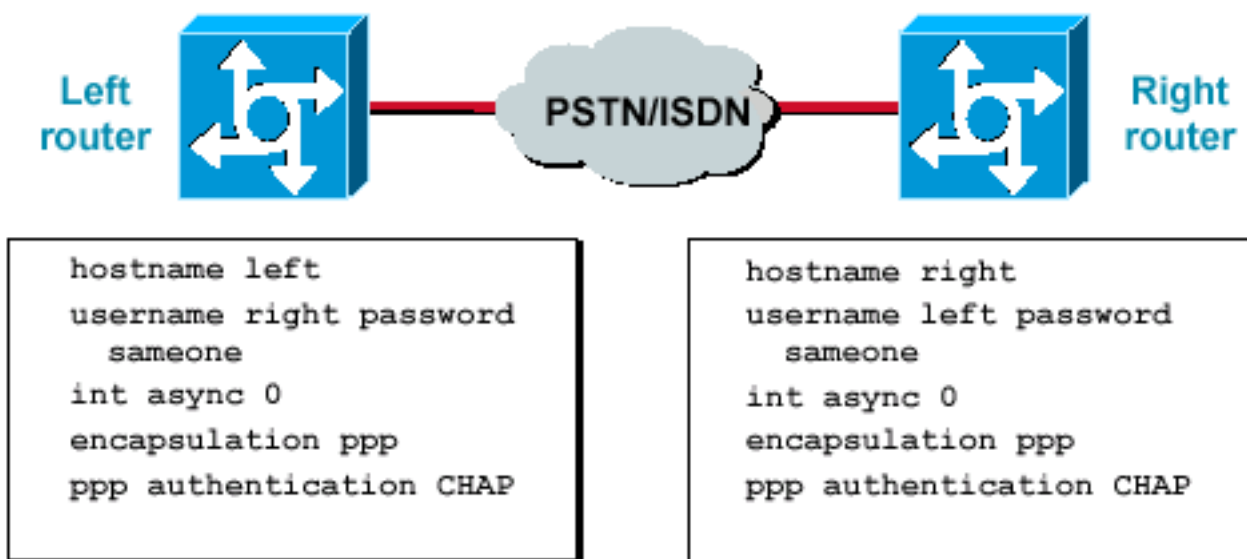 Left
router
PSTN/ISDN
Right
router
hostname left
username right password
sameone
int async 0
encapsulation ppp
ppp authentication CHAP
hostname right
username left password
sameone
int async 0
encapsulation ppp
ppp authentication CHAP